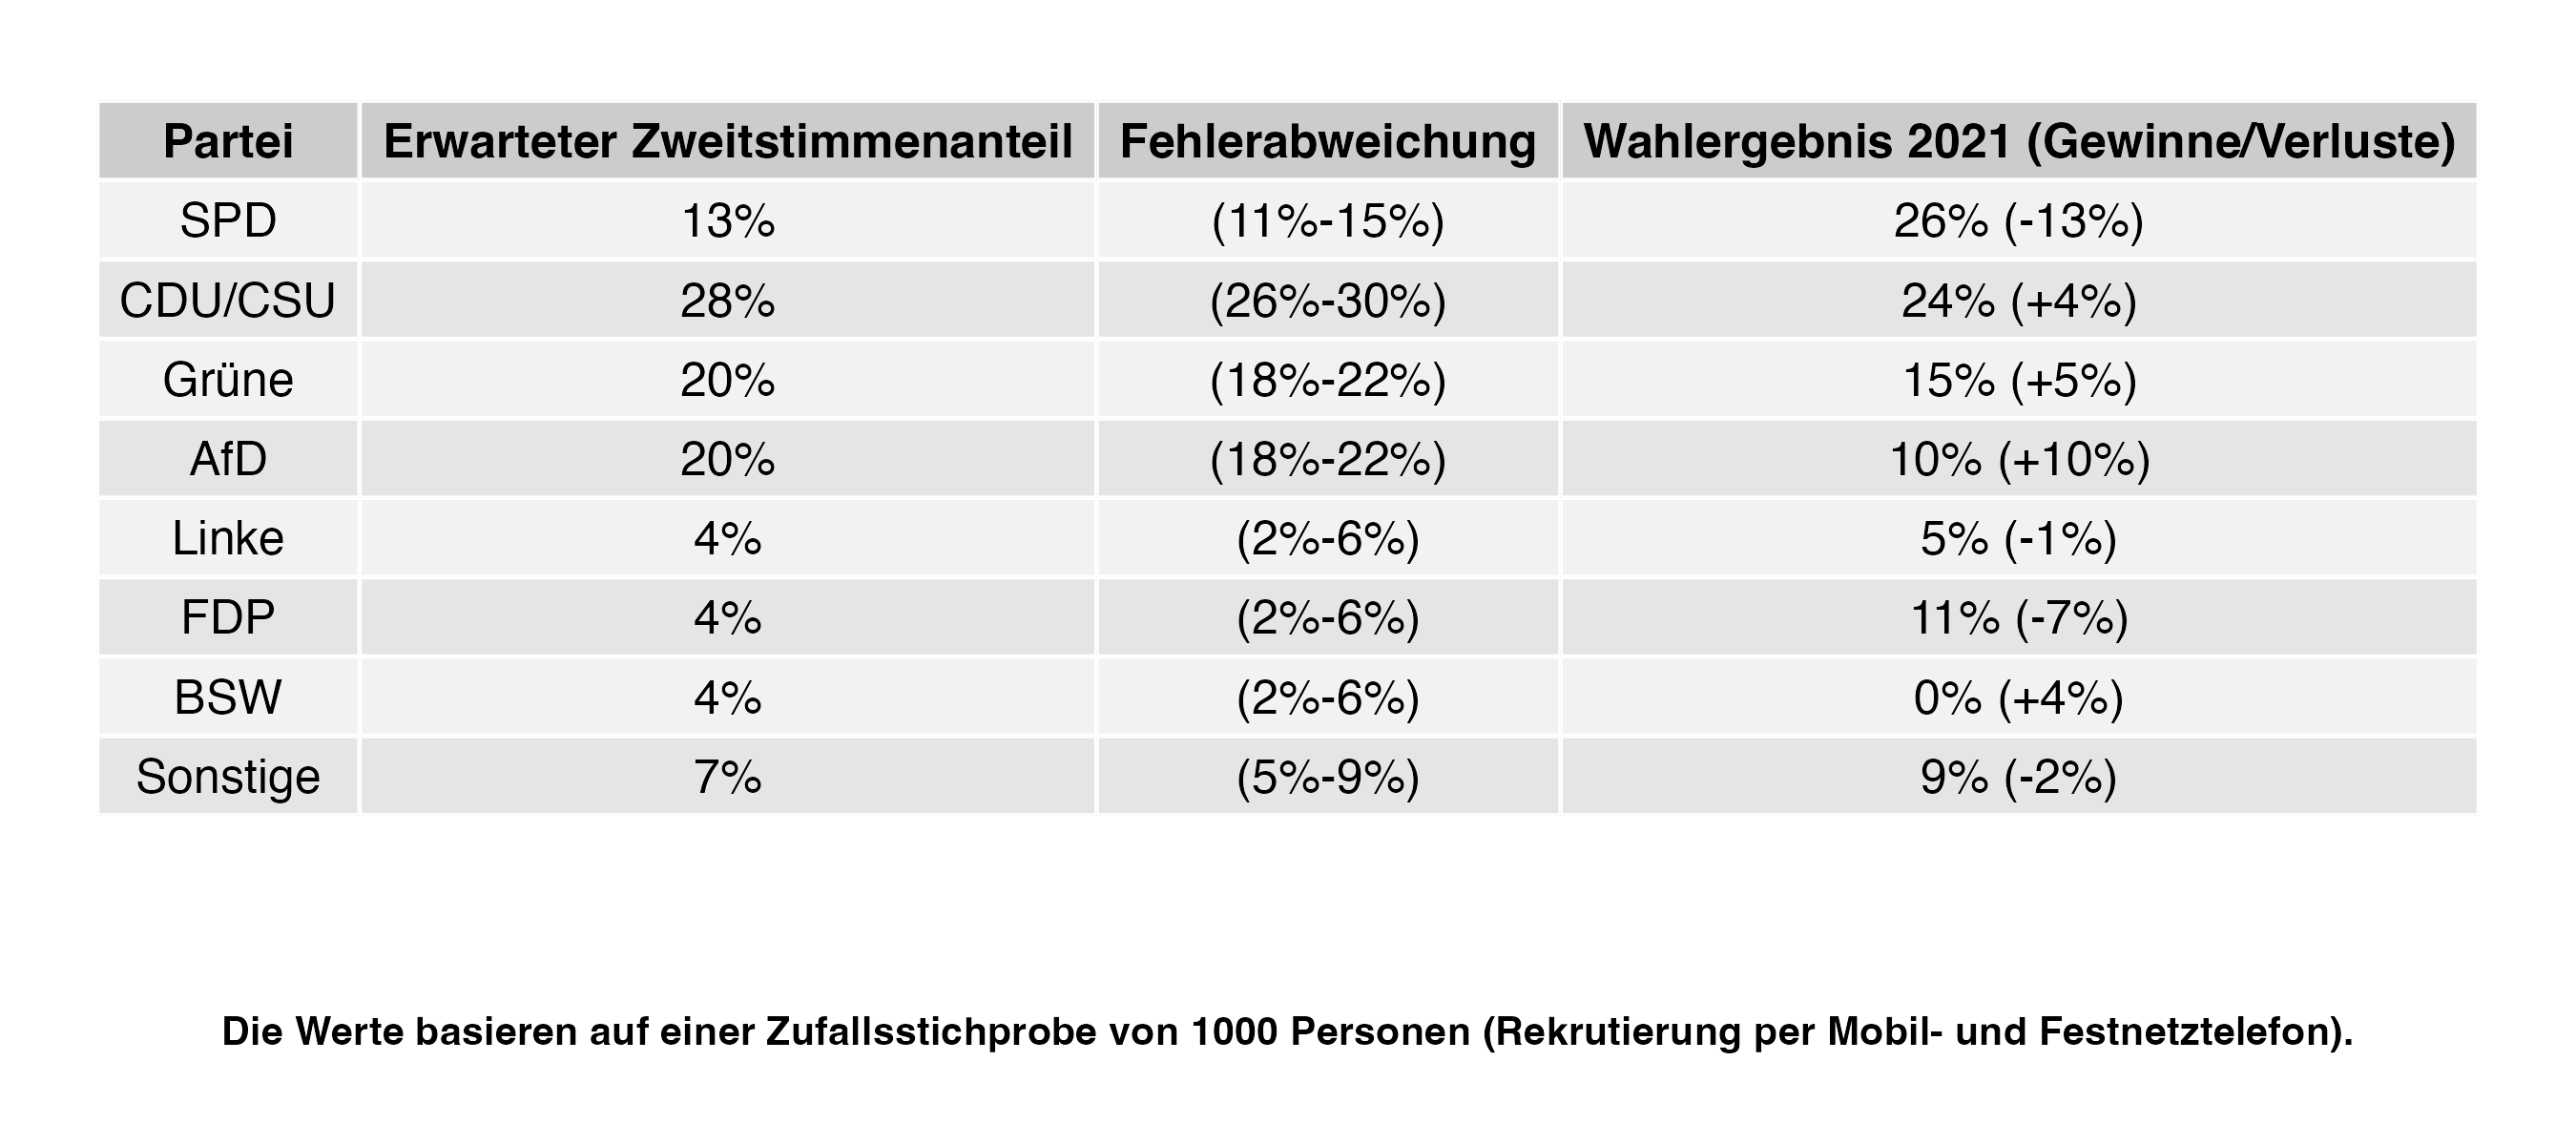 Partei Erwarteter Zweitstimmenanteil Fehlerabweichung Wahlergebnis 2021 (Gewinne/Verluste)
SPD 13% (11%-15%) 26% (-13%)
CDU/CSU 28% (26%-30%) 24% (+4%)
Grüne 20% (18%-22%) 15% (+5%)
AfD 20% (18%-22%) 10% (+10%)
Linke 4% (2%-6%) 5% (-1%)
FDP 4% (2%-6%) 11% (-7%)
BSW 4% (2%-6%) 0% (+4%)
Sonstige 7% (5%-9%) 9% (-2%)
Die Werte basieren auf einer Zufallsstichprobe von 1000 Personen (Rekrutierung per Mobil- und Festnetztelefon).